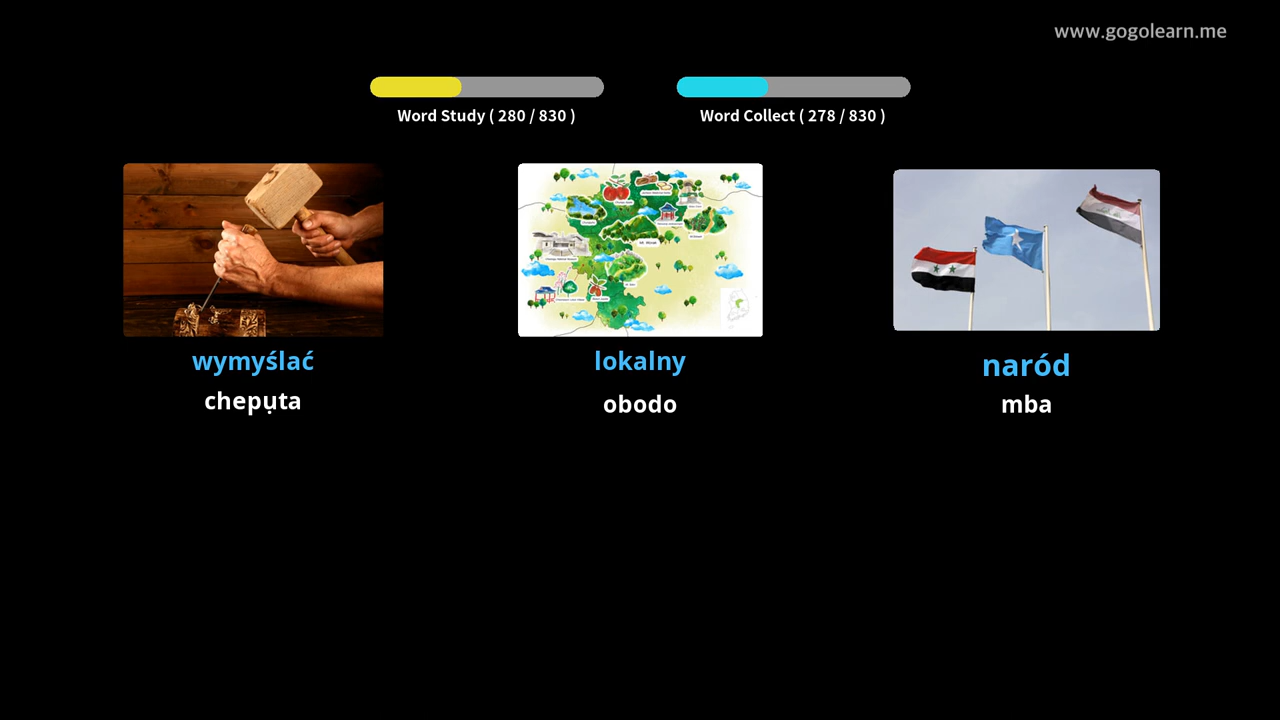 www.gogolearn.me
Word Study ( 280 / 830 )
Word Collect ( 278 / 830 )
wymyślać
lokalny
naród
chepụta
obodo
mba